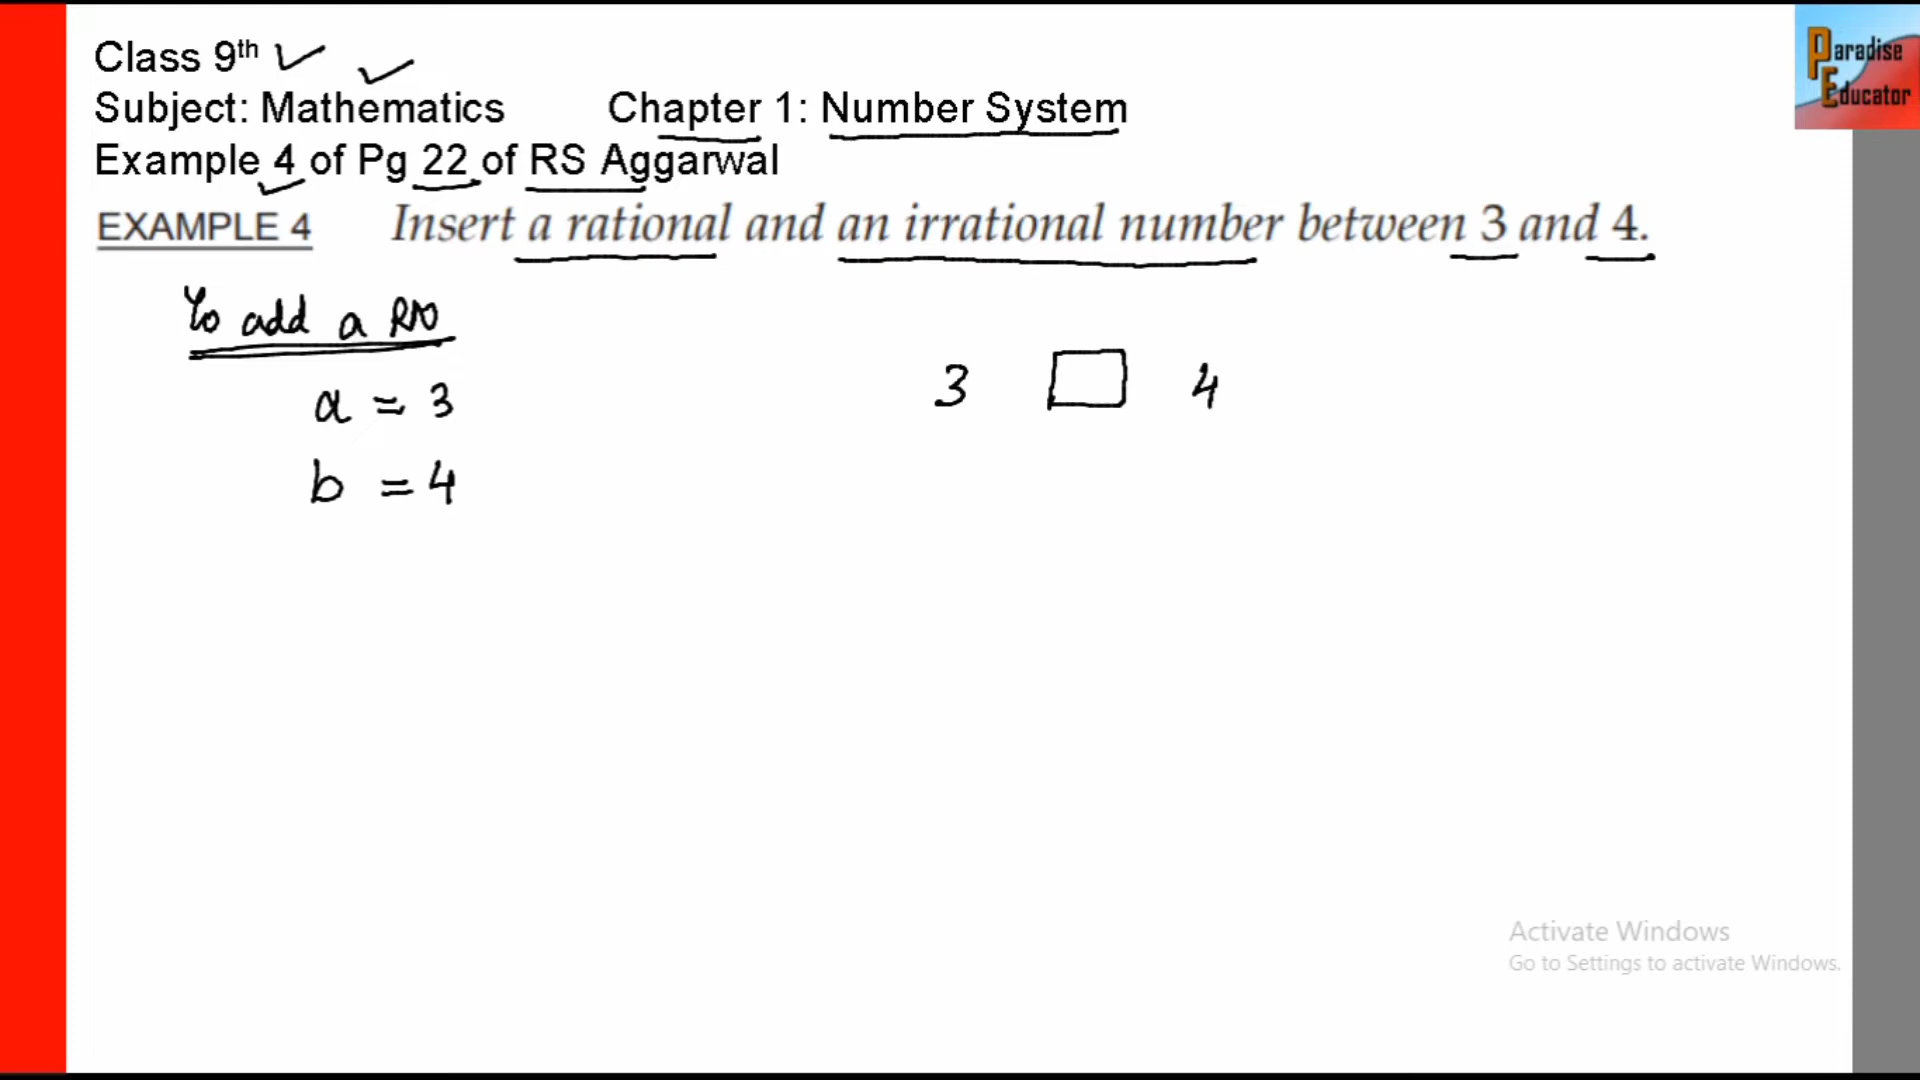 Class 9th
Subject: Mathematics Chapter 1: Number System
Example 4 of Pg 22 of RS Aggarwal
EXAMPLE 4 Insert a rational and an irrational number between 3 and 4.
To add a RNO
a = 3
3 4
b = 4
Paradise
Educator
Activate Windows
Go to Settings to activate Windows.